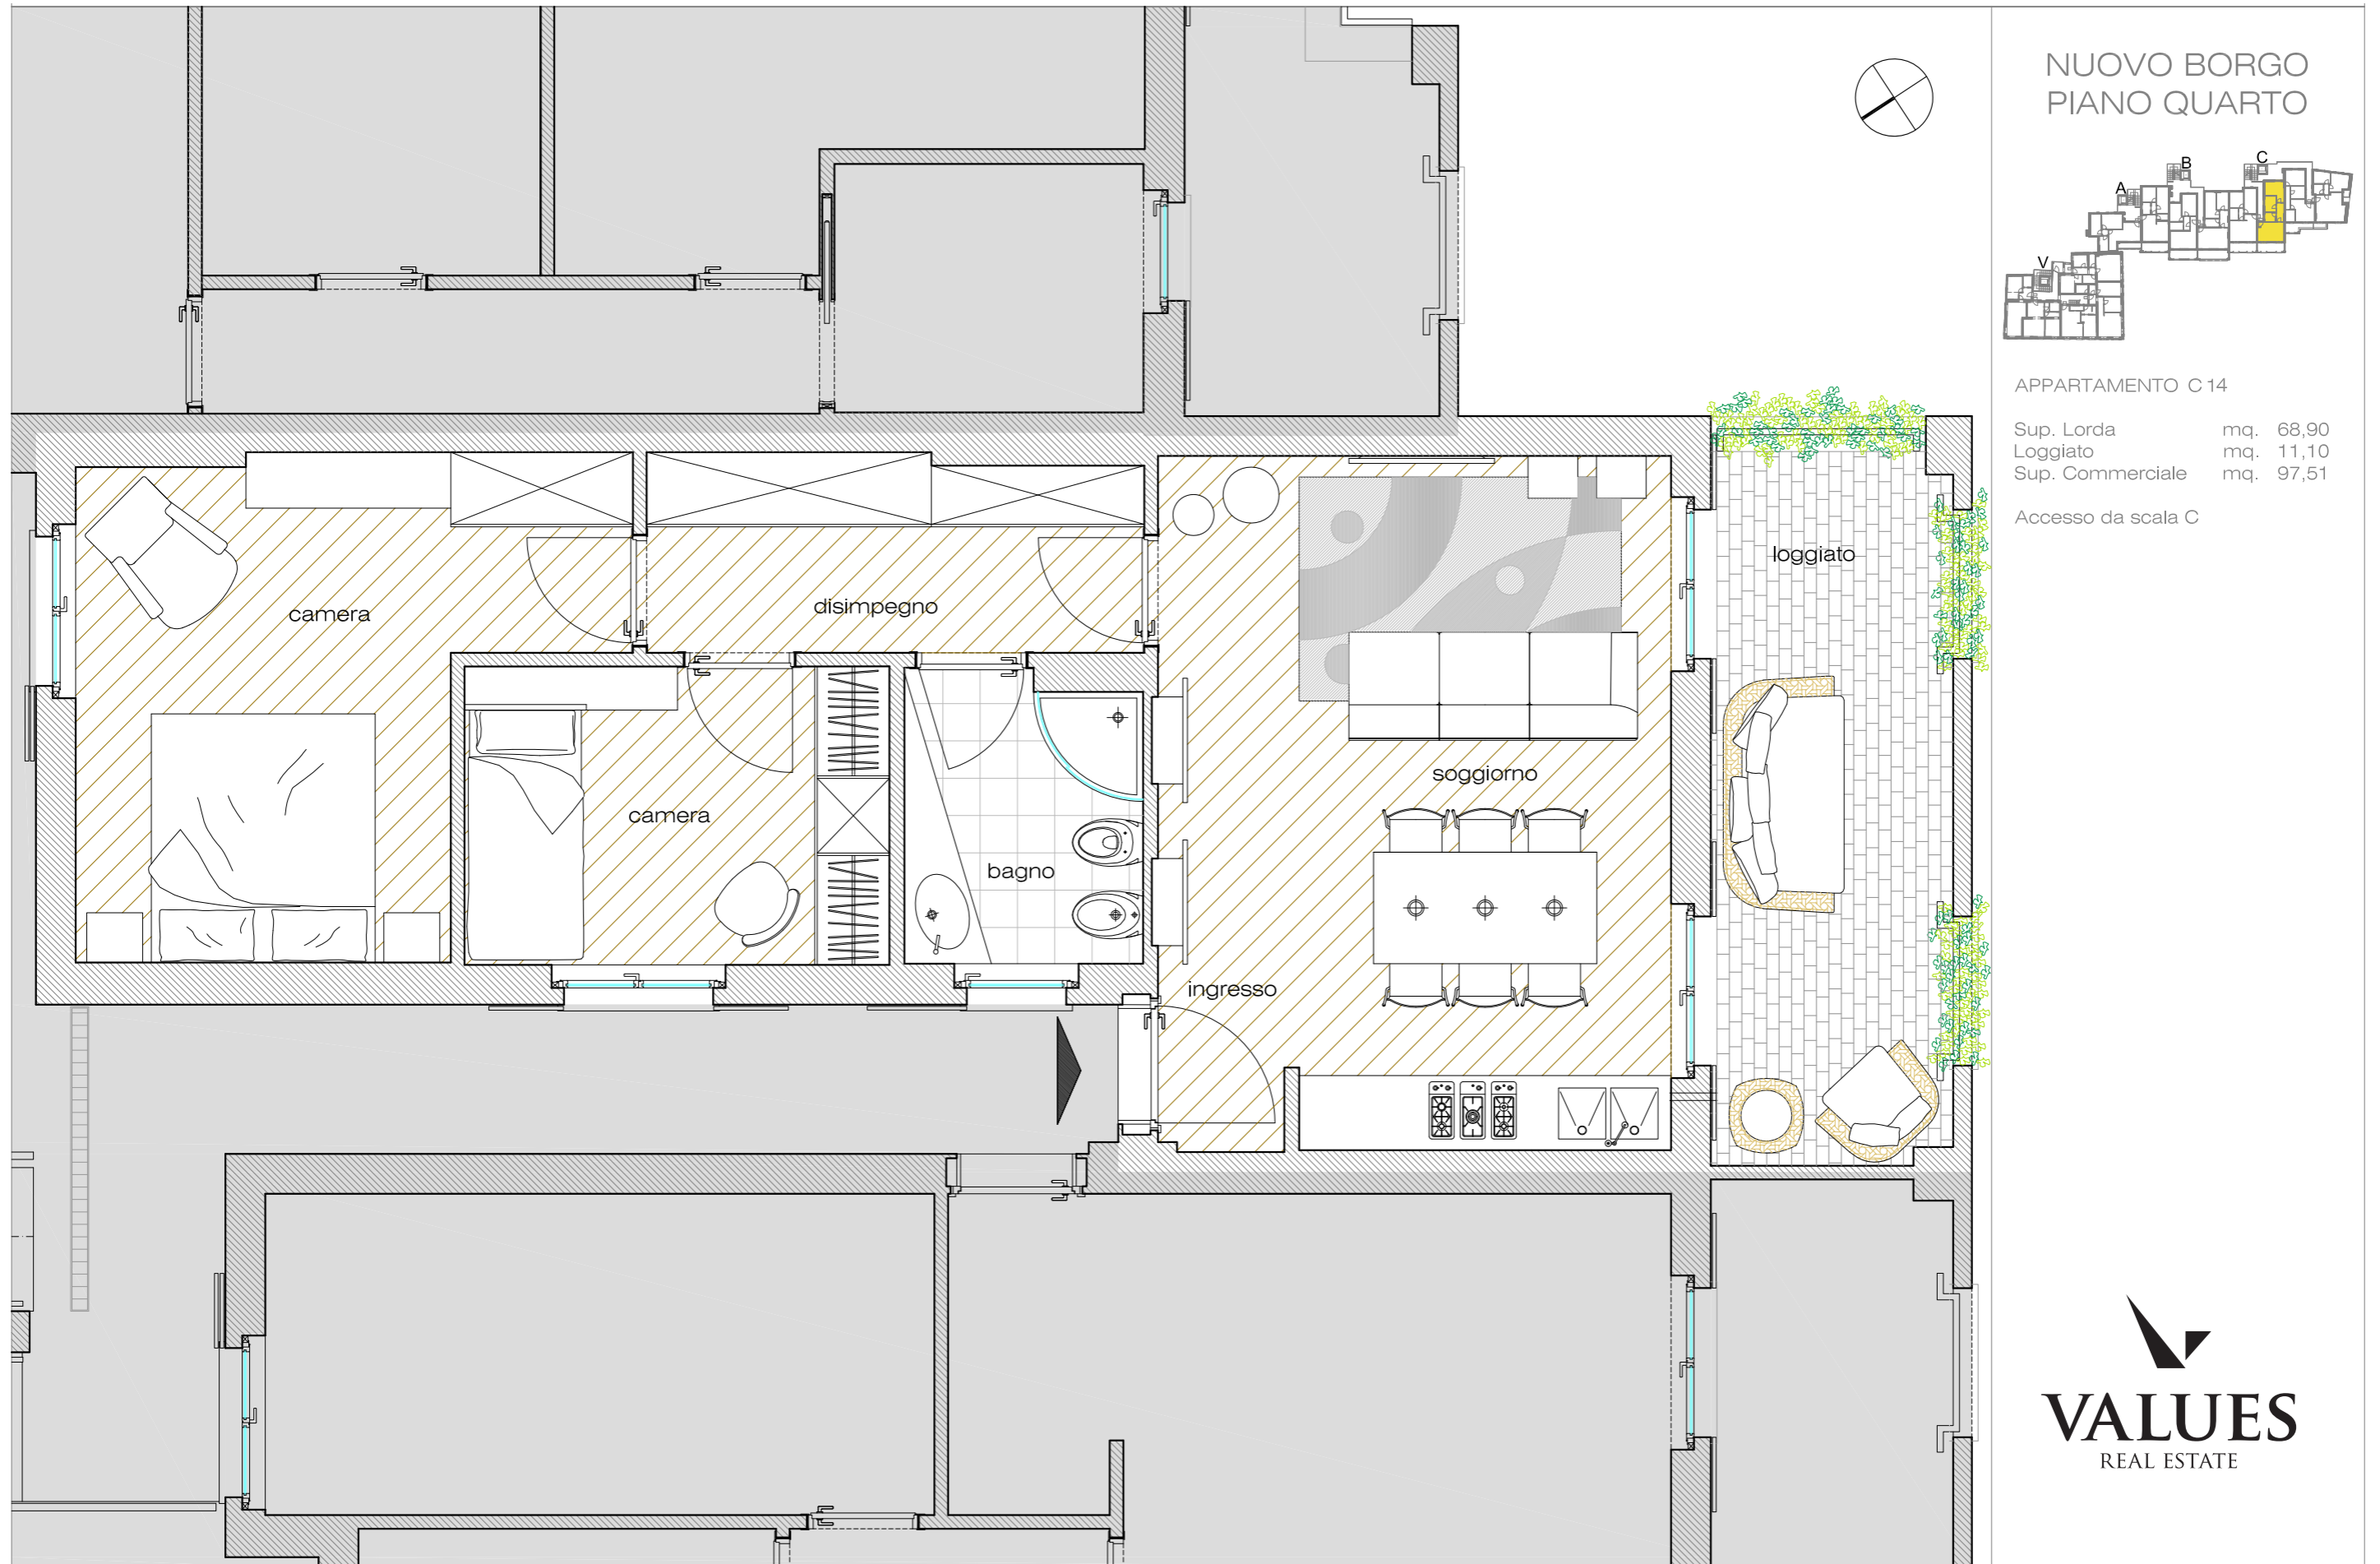 NUOVO BORGO
PIANO QUARTO
A
B
C
V
APPARTAMENTO C 14
Sup. Lorda mq. 68,90
Loggiato mq. 11,10
Sup. Commerciale mq. 97,51
Accesso da scala C
loggiato
camera
disimpegno
soggiorno
camera
bagno
ingresso
VALUES
REAL ESTATE